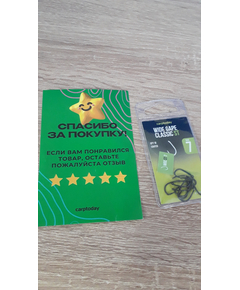 СПАСИБО
ЗА ПОКУПКУ!
ЕСЛИ ВАМ ПОНРАВИЛСЯ
ТОВАР, ОСТАВЬТЕ
ПОЖАЛУЙСТА ОТЗЫВ
carptoday
WIDE GAPE
CLASSIC
7